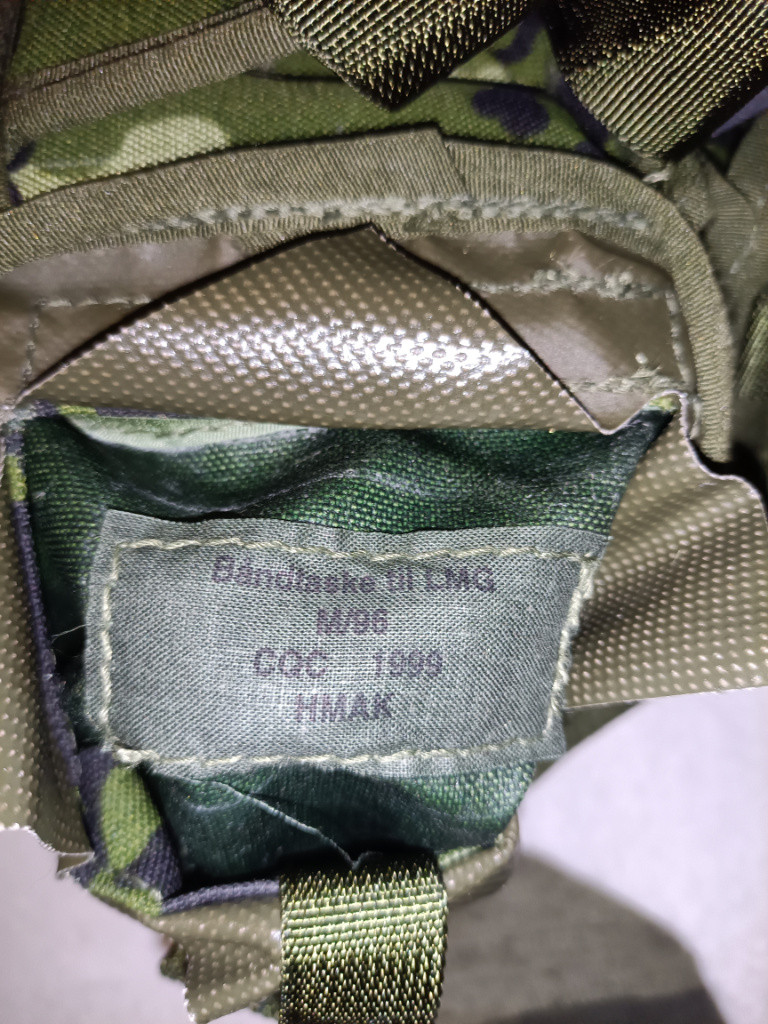 Båndtaske til LMG
M/96
CQC 1999
HMAK